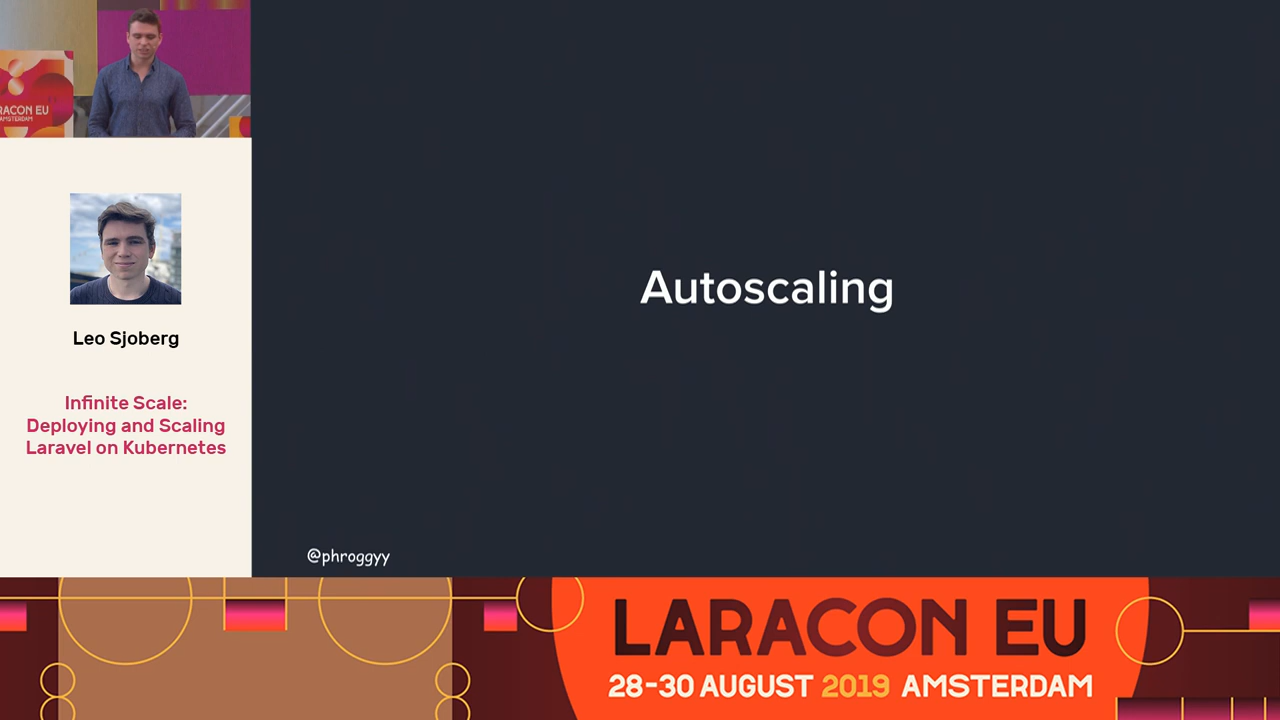 RACON EU
AMSTERDAM
Leo Sjoberg
Infinite Scale:
Deploying and Scaling
Laravel on Kubernetes
Autoscaling
@phroggyy
LARACON EU
28-30 AUGUST 2019 AMSTERDAM